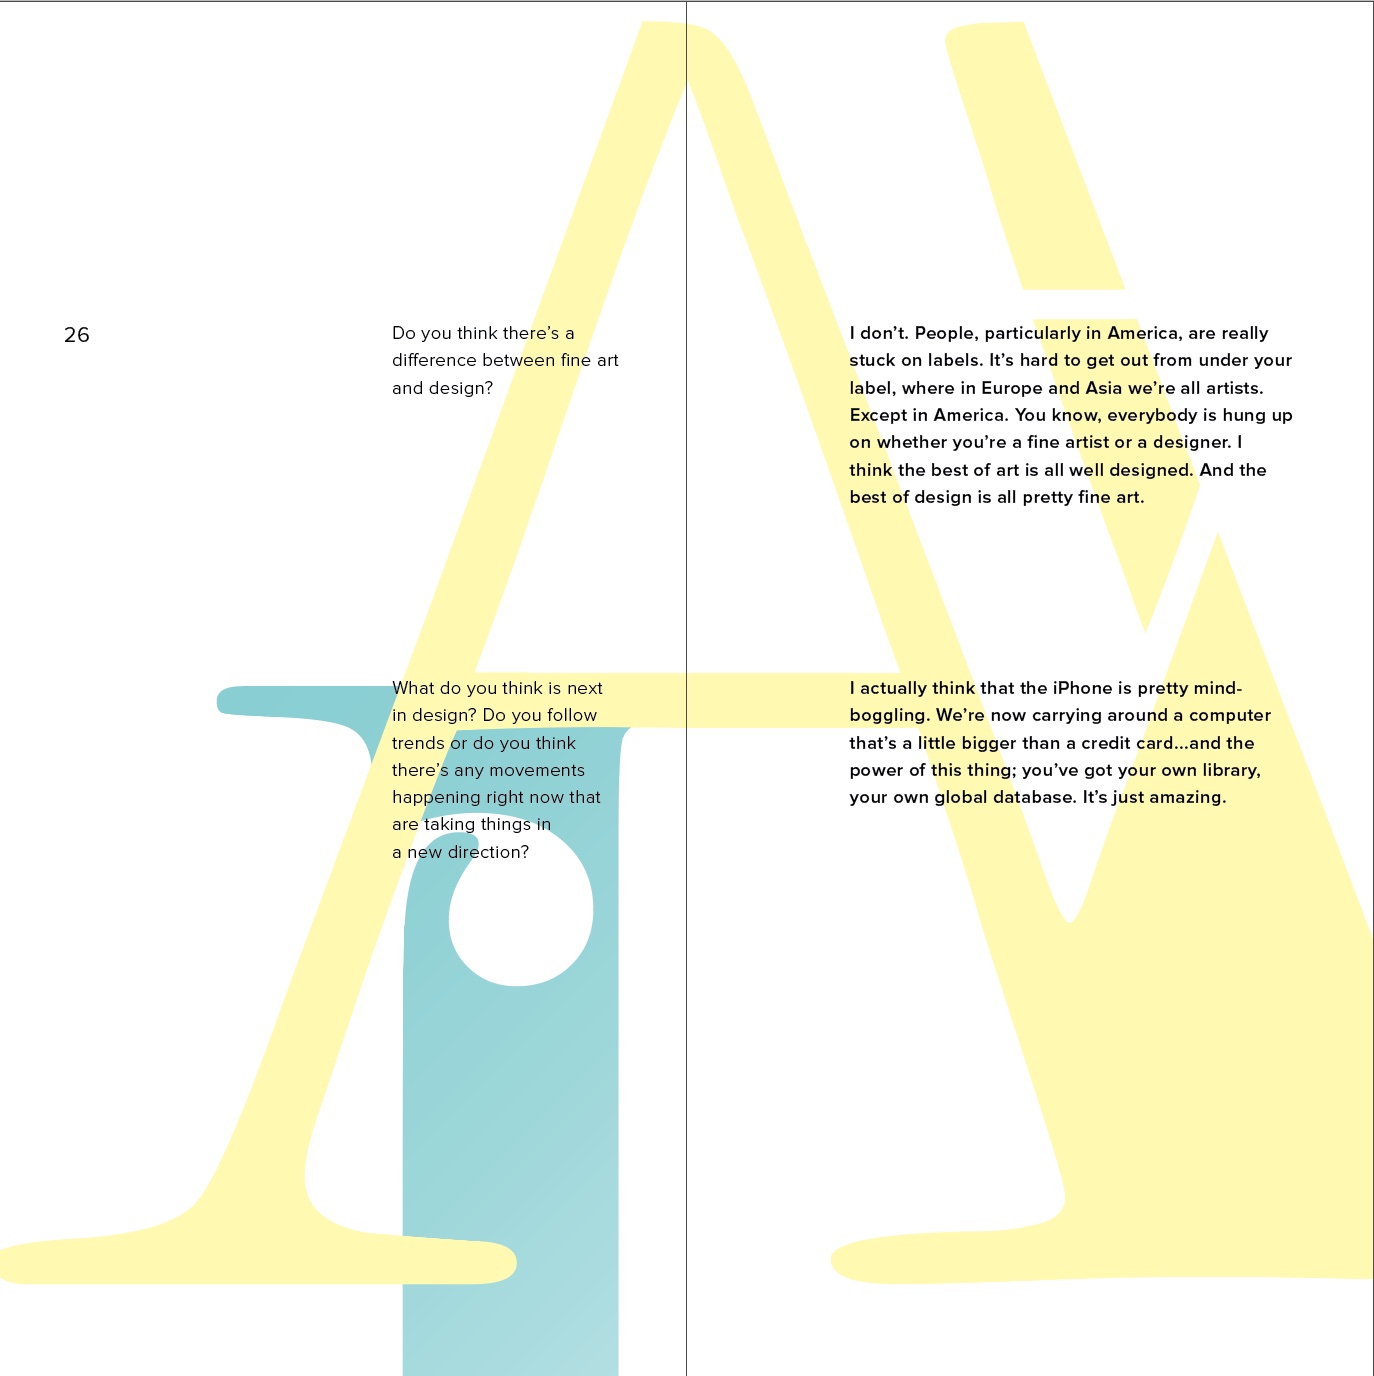 26
Do you think there’s a
difference between fine art
and design?
I don’t. People, particularly in America, are really
stuck on labels. It’s hard to get out from under your
label, where in Europe and Asia we’re all artists.
Except in America. You know, everybody is hung up
on whether you’re a fine artist or a designer. I
think the best of art is all well designed. And the
best of design is all pretty fine art.
What do you think is next
in design? Do you follow
trends or do you think
there’s any movements
happening right now that
are taking things in
a new direction?
I actually think that the iPhone is pretty mind-
boggling. We’re now carrying around a computer
that’s a little bigger than a credit card...and the
power of this thing; you’ve got your own library,
your own global database. It’s just amazing.